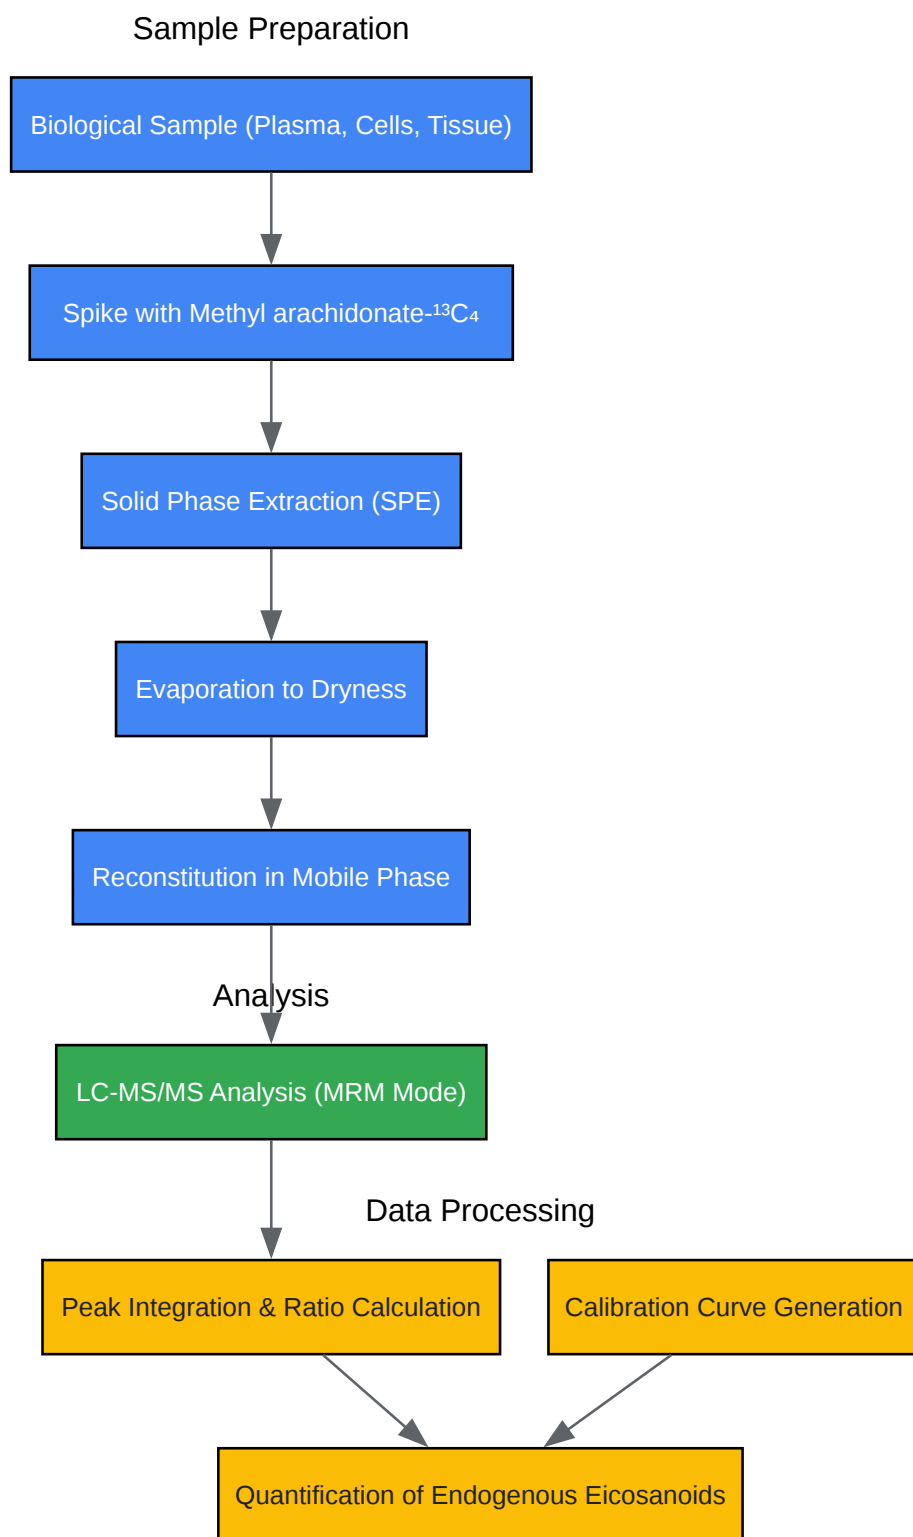 Sample Preparation
Biological Sample (Plasma, Cells, Tissue)
Spike with Methyl arachidonate-¹³C₄
Solid Phase Extraction (SPE)
Evaporation to Dryness
Reconstitution in Mobile Phase
Analysis
LC-MS/MS Analysis (MRM Mode)
Data Processing
Peak Integration & Ratio Calculation
Calibration Curve Generation
Quantification of Endogenous Eicosanoids